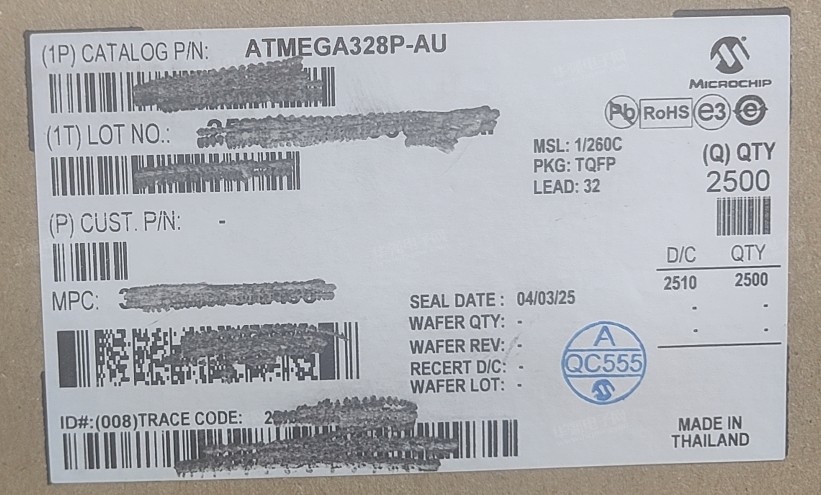 (1P) CATALOG P/N: ATMEGA328P-AU
MICROCHIP
Pb RoHS e3 e
(1T) LOT NO.:
MSL: 1/260C
PKG: TQFP
LEAD: 32
(Q) QTY
2500
(P) CUST. P/N: -
D/C QTY
2510 2500
- -
- -
MPC:
SEAL DATE : 04/03/25
WAFER QTY: -
WAFER REV: -
RECERT D/C: -
WAFER LOT: -
A
QC555
ID#:(008)TRACE CODE: 2
MADE IN
THAILAND